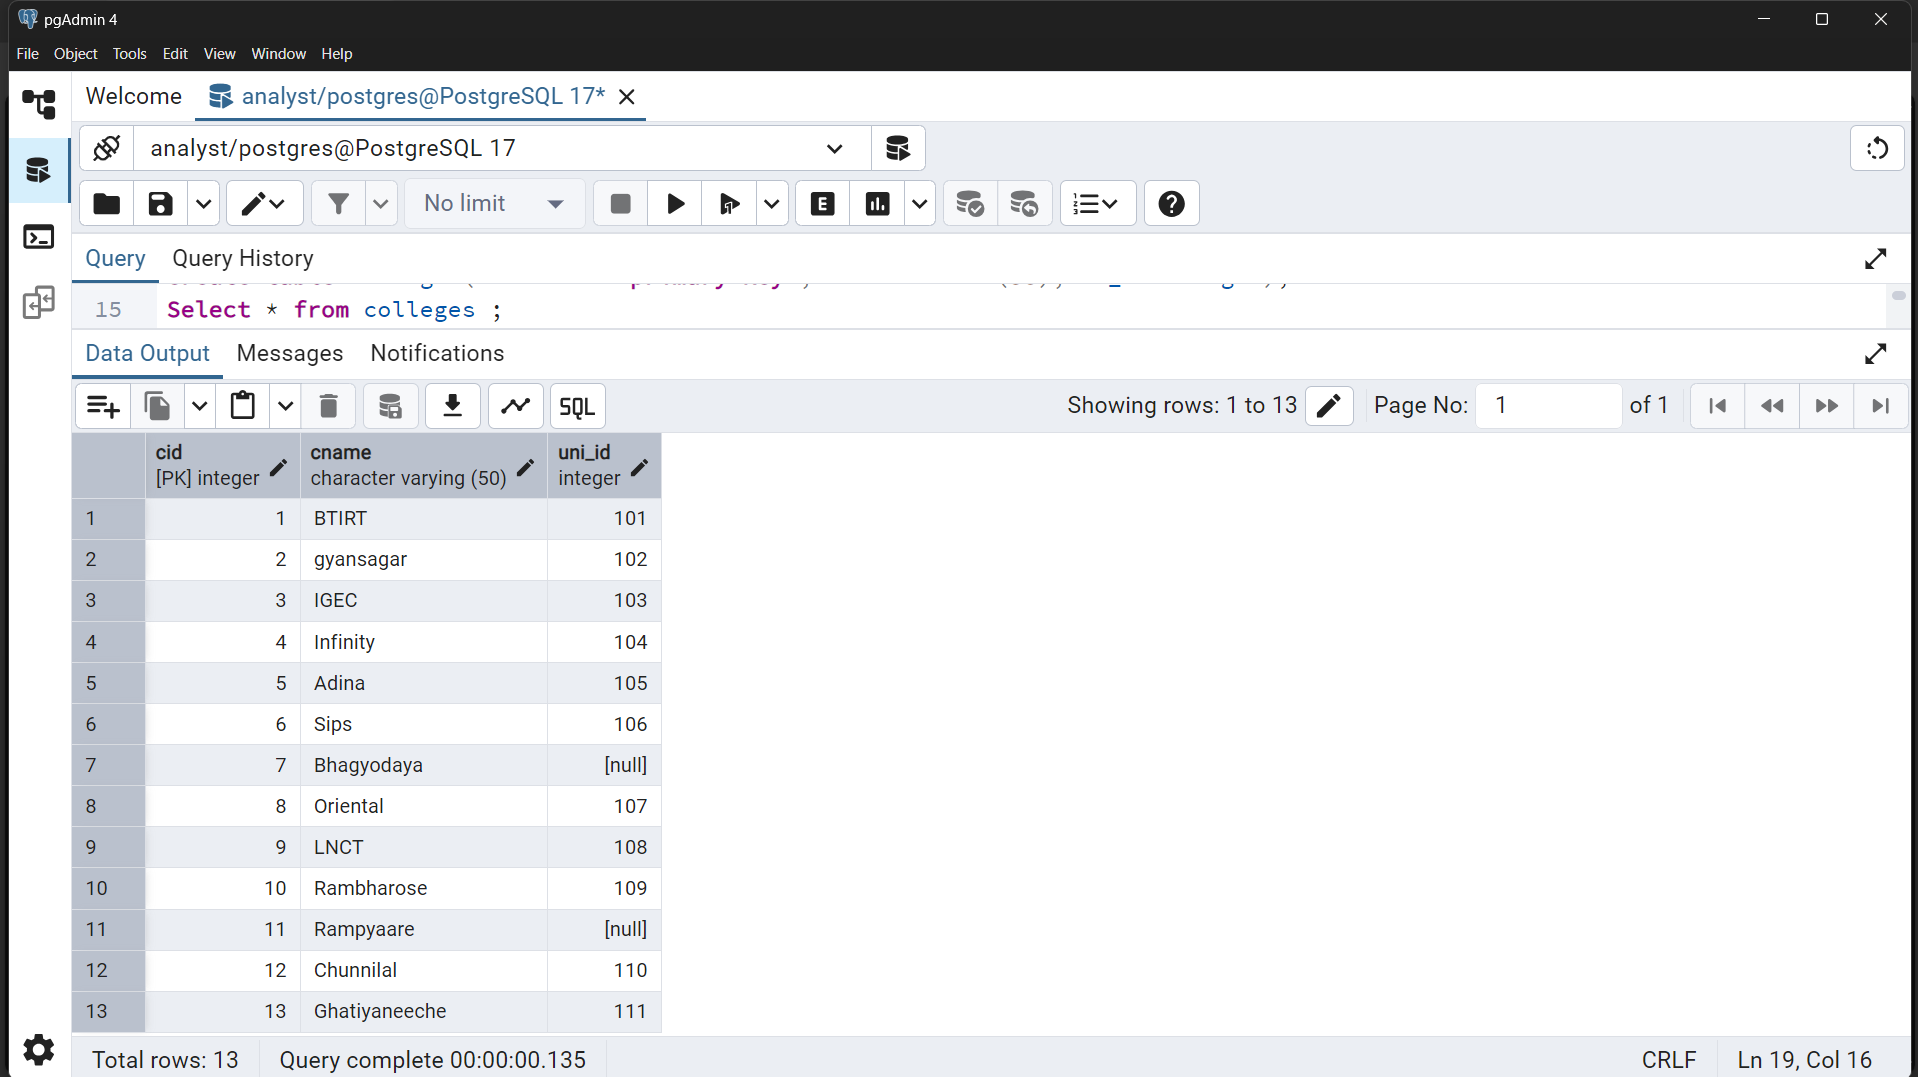 pgAdmin 4
File Object Tools Edit View Window Help
Welcome analyst/postgres@PostgreSQL 17*
analyst/postgres@PostgreSQL 17
No limit E
Query Query History
15 Select * from colleges ;
Data Output Messages Notifications
SQL Showing rows: 1 to 13 Page No: 1 of 1
cid cname uni_id
[PK] integer character varying (50) integer
1 1 BTIRT 101
2 2 gyansagar 102
3 3 IGEC 103
4 4 Infinity 104
5 5 Adina 105
6 6 Sips 106
7 7 Bhagyodaya [null]
8 8 Oriental 107
9 9 LNCT 108
10 10 Rambharose 109
11 11 Rampyaare [null]
12 12 Chunnilal 110
13 13 Ghatiyaneeche 111
Total rows: 13 Query complete 00:00:00.135 CRLF Ln 19, Col 16